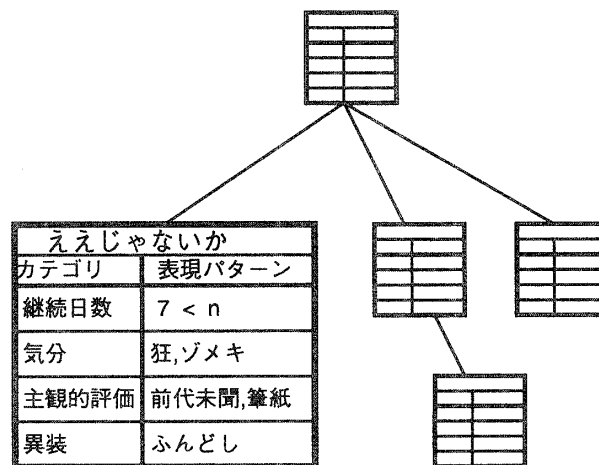 ええじゃないか
カテゴリ 表現パターン
継続日数 7 < n
気分 狂,ゾメキ
主観的評価 前代未聞,筆紙
異装 ふんどし